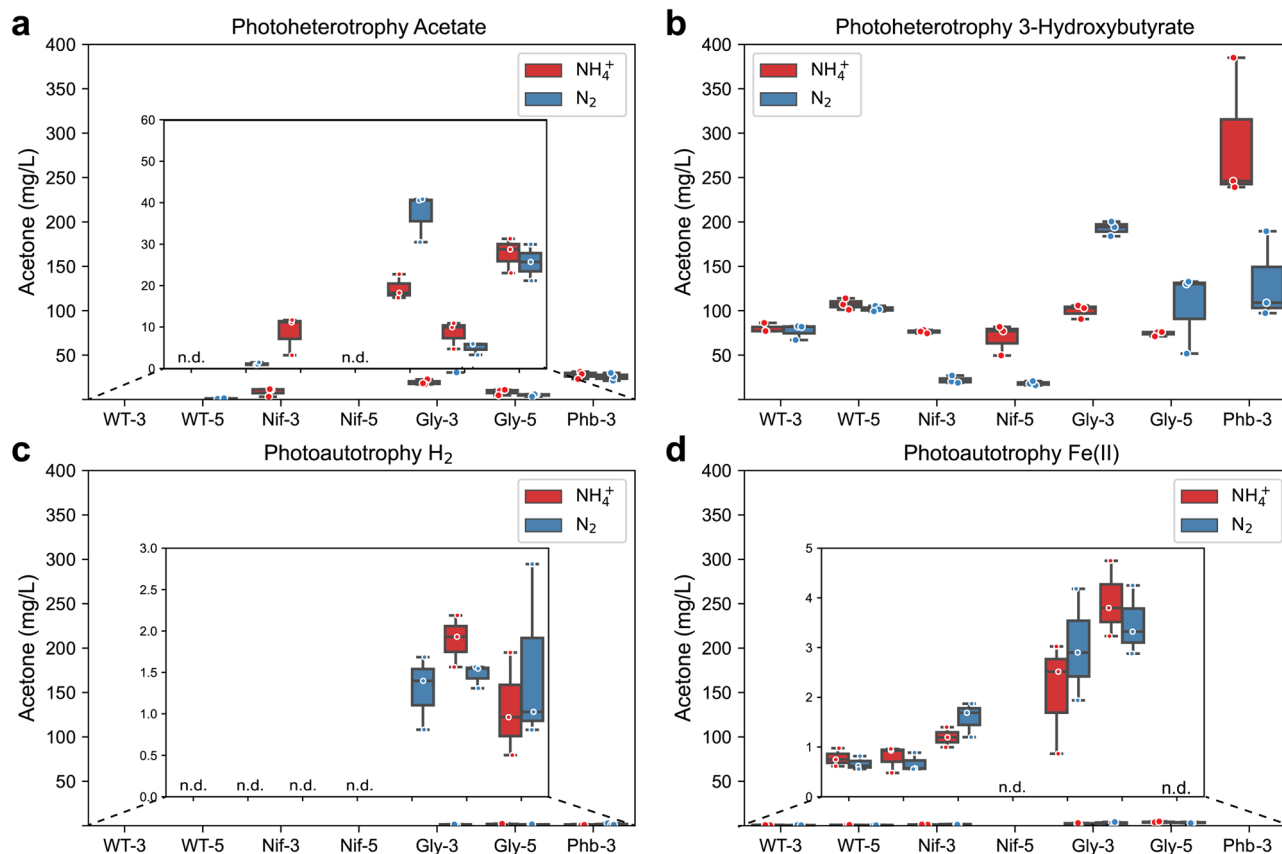 a
Photoheterotrophy Acetate
400
350
300
250
200
150
100
50
Acetone (mg/L)
NH₄⁺
N₂
60
50
40
30
20
10
0
n.d.
n.d.
WT-3 WT-5 Nif-3 Nif-5 Gly-3 Gly-5 Phb-3
b
Photoheterotrophy 3-Hydroxybutyrate
400
350
300
250
200
150
100
50
Acetone (mg/L)
NH₄⁺
N₂
WT-3 WT-5 Nif-3 Nif-5 Gly-3 Gly-5 Phb-3
c
Photoautotrophy H₂
400
350
300
250
200
150
100
50
Acetone (mg/L)
NH₄⁺
N₂
3.0
2.5
2.0
1.5
1.0
0.5
0.0
n.d. n.d. n.d. n.d.
WT-3 WT-5 Nif-3 Nif-5 Gly-3 Gly-5 Phb-3
d
Photoautotrophy Fe(II)
400
350
300
250
200
150
100
50
Acetone (mg/L)
NH₄⁺
N₂
5
4
3
2
1
0
n.d. n.d.
WT-3 WT-5 Nif-3 Nif-5 Gly-3 Gly-5 Phb-3